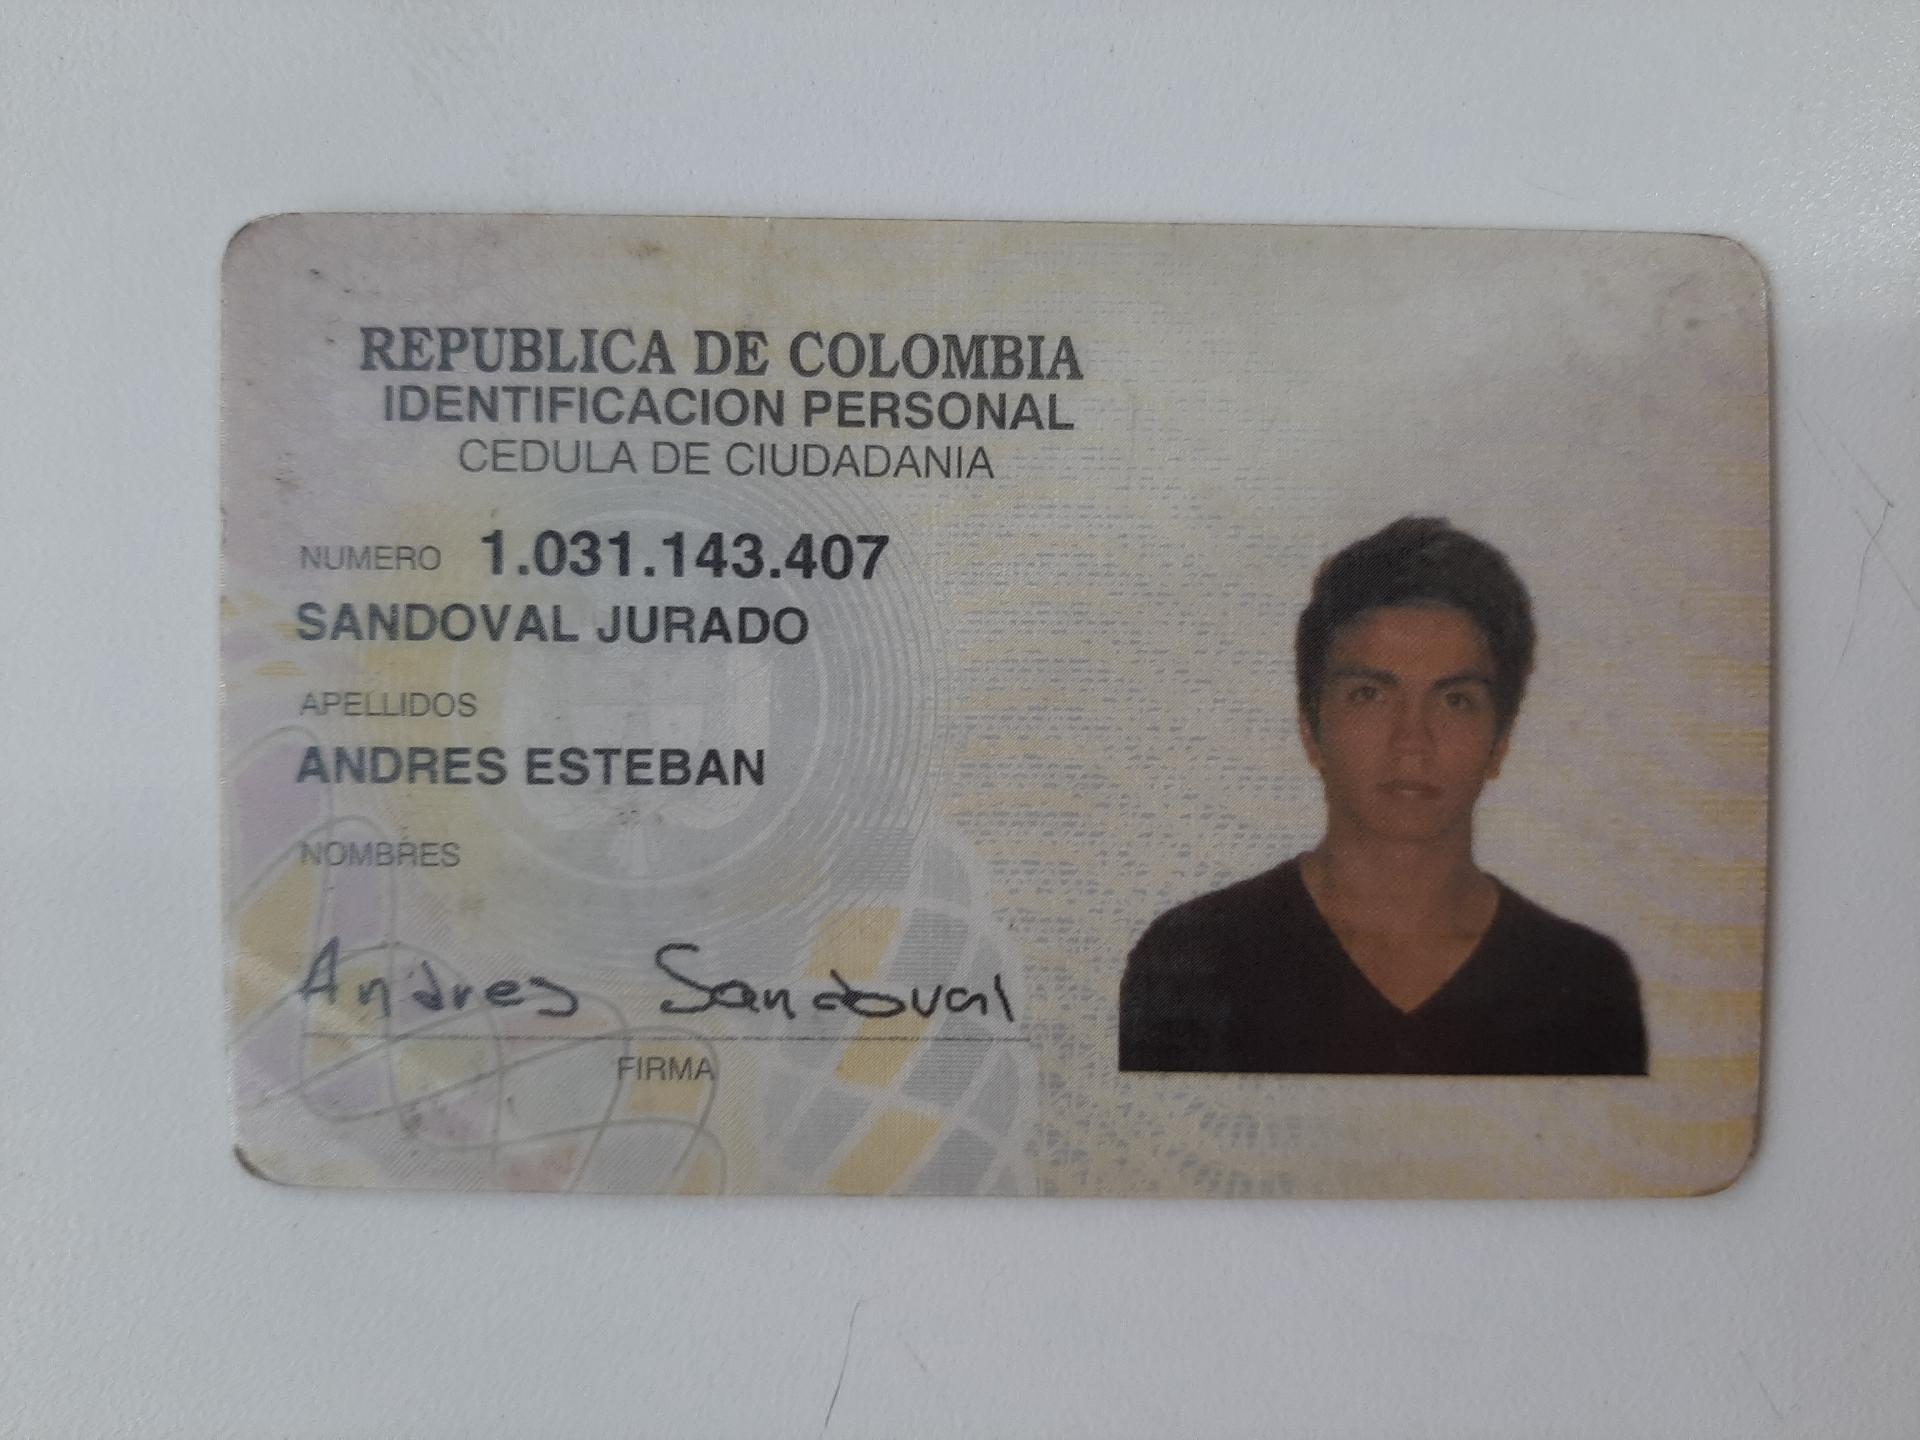 REPUBLICA DE COLOMBIA
IDENTIFICACION PERSONAL
CEDULA DE CIUDADANIA
NUMERO 1.031.143.407
SANDOVAL JURADO
APELLIDOS
ANDRES ESTEBAN
NOMBRES
Andres Sandoval
FIRMA